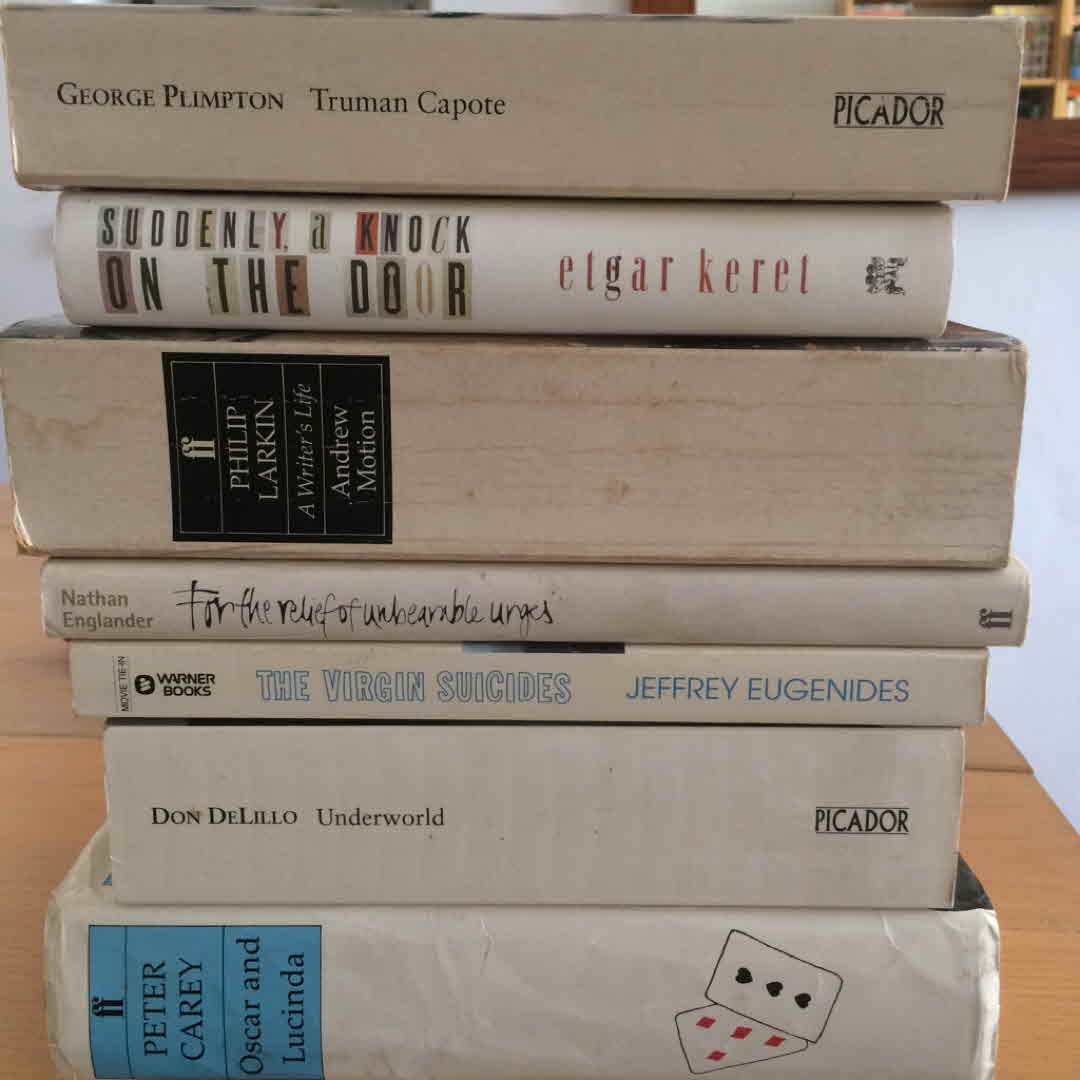 GEORGE PLIMPTON Truman Capote PICADOR
SUDDENLY, a KNOCK
ON THE DOOR
etgar keret
ff
PHILIP
LARKIN
A Writer's Life
Andrew
Motion
Nathan
Englander
For the relief of unbearable urges
ff
MOVIE TIE-IN
WARNER
BOOKS
THE VIRGIN SUICIDES JEFFREY EUGENIDES
DON DELILLO Underworld PICADOR
ff
PETER
CAREY
Oscar and
Lucinda